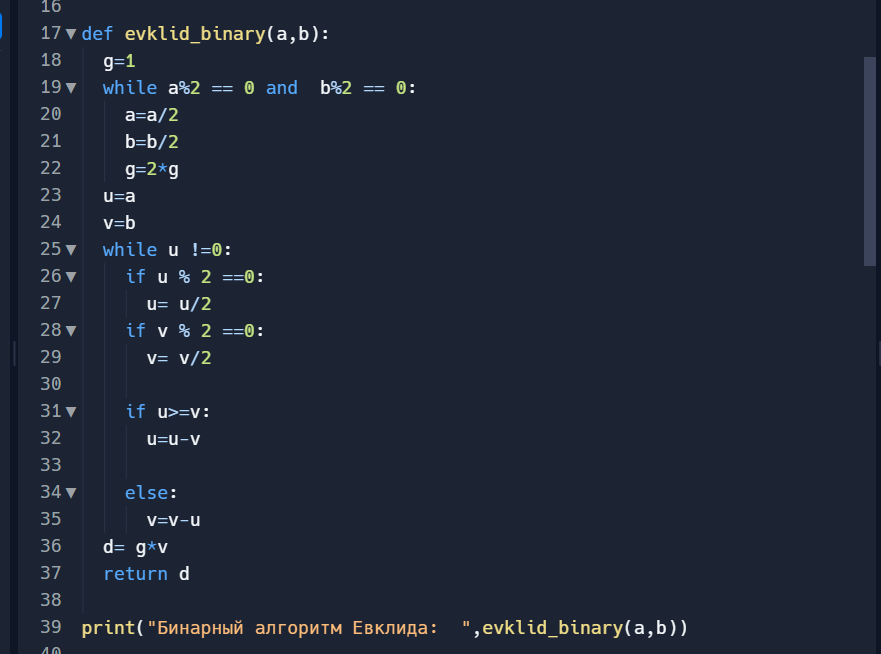 16
17 def evklid_binary(a,b):
18   g=1
19   while a%2 == 0 and  b%2 == 0:
20     a=a/2
21     b=b/2
22     g=2*g
23   u=a
24   v=b
25   while u !=0:
26     if u % 2 ==0:
27       u= u/2
28     if v % 2 ==0:
29       v= v/2
30
31     if u>=v:
32       u=u-v
33
34     else:
35       v=v-u
36   d= g*v
37   return d
38
39 print("Бинарный алгоритм Евклида:  ",evklid_binary(a,b))
40